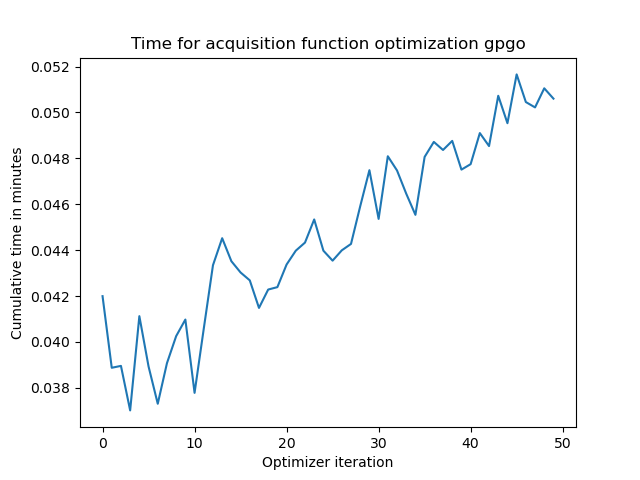 Time for acquisition function optimization gpgo
Cumulative time in minutes
0.052
0.050
0.048
0.046
0.044
0.042
0.040
0.038
0 10 20 30 40 50
Optimizer iteration